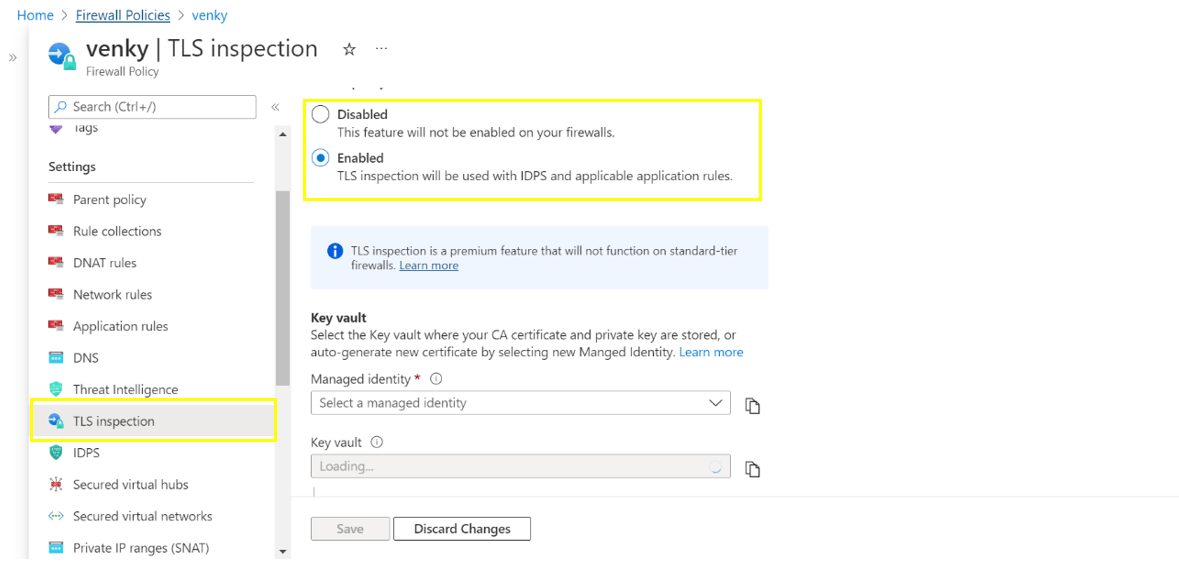 Home > Firewall Policies > venky
venky | TLS inspection
Firewall Policy
Search (Ctrl+/)
Tags
Settings
Parent policy
Rule collections
DNAT rules
Network rules
Application rules
DNS
Threat Intelligence
TLS inspection
IDPS
Secured virtual hubs
Secured virtual networks
Private IP ranges (SNAT)
Disabled
This feature will not be enabled on your firewalls.
Enabled
TLS inspection will be used with IDPS and applicable application rules.
TLS inspection is a premium feature that will not function on standard-tier
firewalls. Learn more
Key vault
Select the Key vault where your CA certificate and private key are stored, or
auto-generate new certificate by selecting new Manged Identity. Learn more
Managed identity *
Select a managed identity
Key vault
Loading...
Save Discard Changes